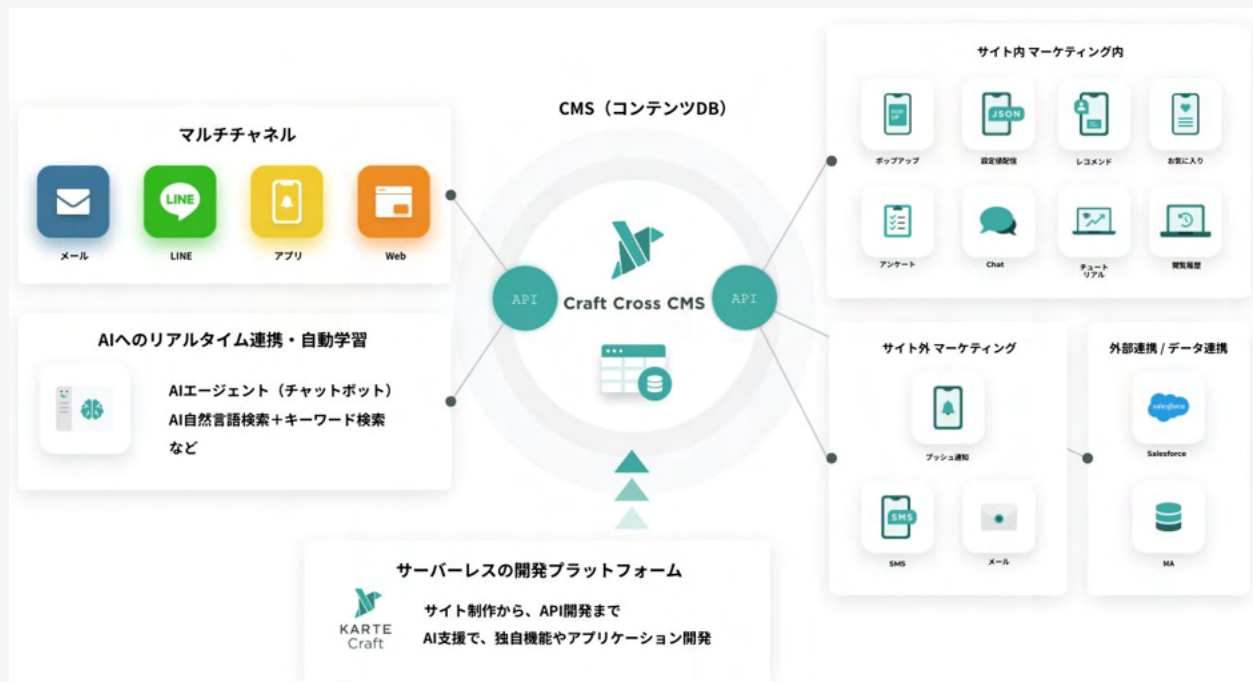 マルチチャネル
LINE
メール
LINE
アプリ
Web
AIへのリアルタイム連携・自動学習
AIエージェント（チャットボット）
AI自然言語検索＋キーワード検索
など
CMS（コンテンツDB）
API
Craft Cross CMS
API
サーバーレスの開発プラットフォーム
KARTE
Craft
サイト制作から、API開発まで
AI支援で、独自機能やアプリケーション開発
サイト内 マーケティング内
POP
UP
JSON
ポップアップ
設定値配信
レコメンド
お気に入り
アンケート
Chat
チュート
リアル
閲覧履歴
サイト外 マーケティング
プッシュ通知
SMS
SMS
メール
外部連携 / データ連携
salesforce
Salesforce
MA